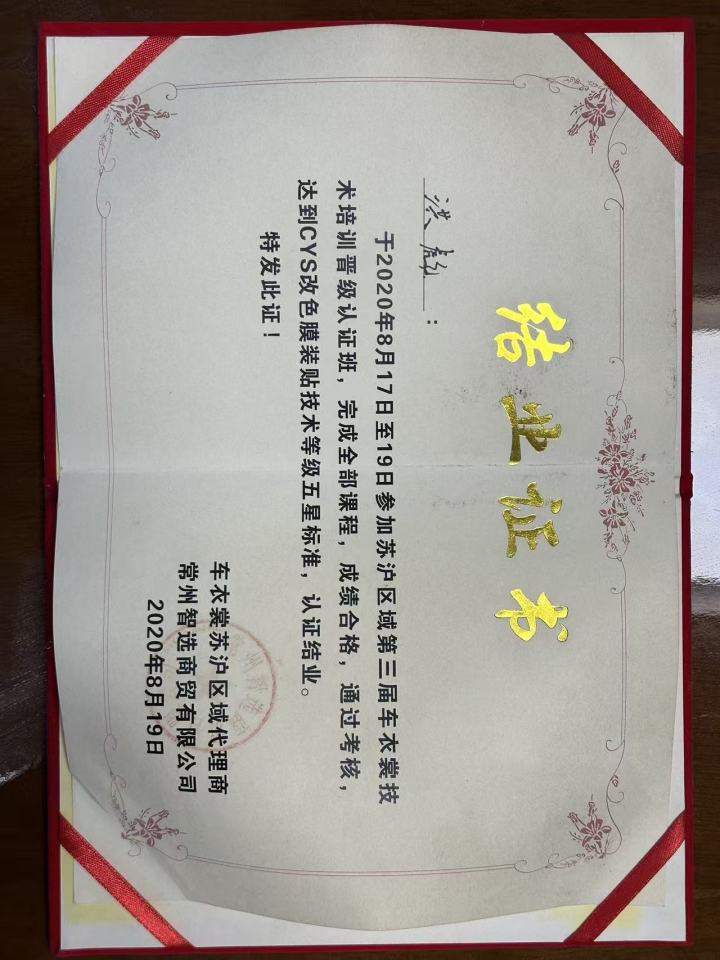 结业证书
洪彪：
于2020年8月17日至19日参加苏沪区域第三届车衣裳技
术培训晋级认证班，完成全部课程，成绩合格，通过考核，
达到CYS改色膜装贴技术等级五星标准，认证结业。
特发此证！
车衣裳苏沪区域代理商
常州智选商贸有限公司
2020年8月19日